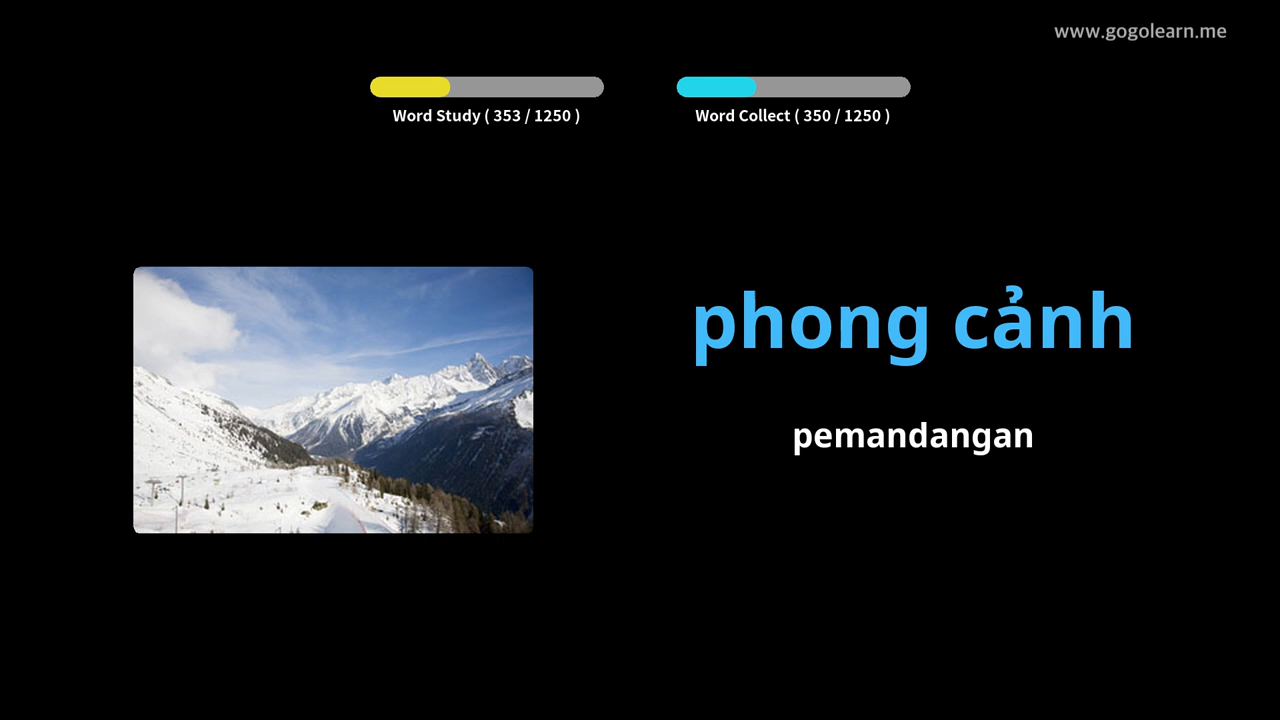 www.gogolearn.me
Word Study ( 353 / 1250 )
Word Collect ( 350 / 1250 )
phong cảnh
pemandangan